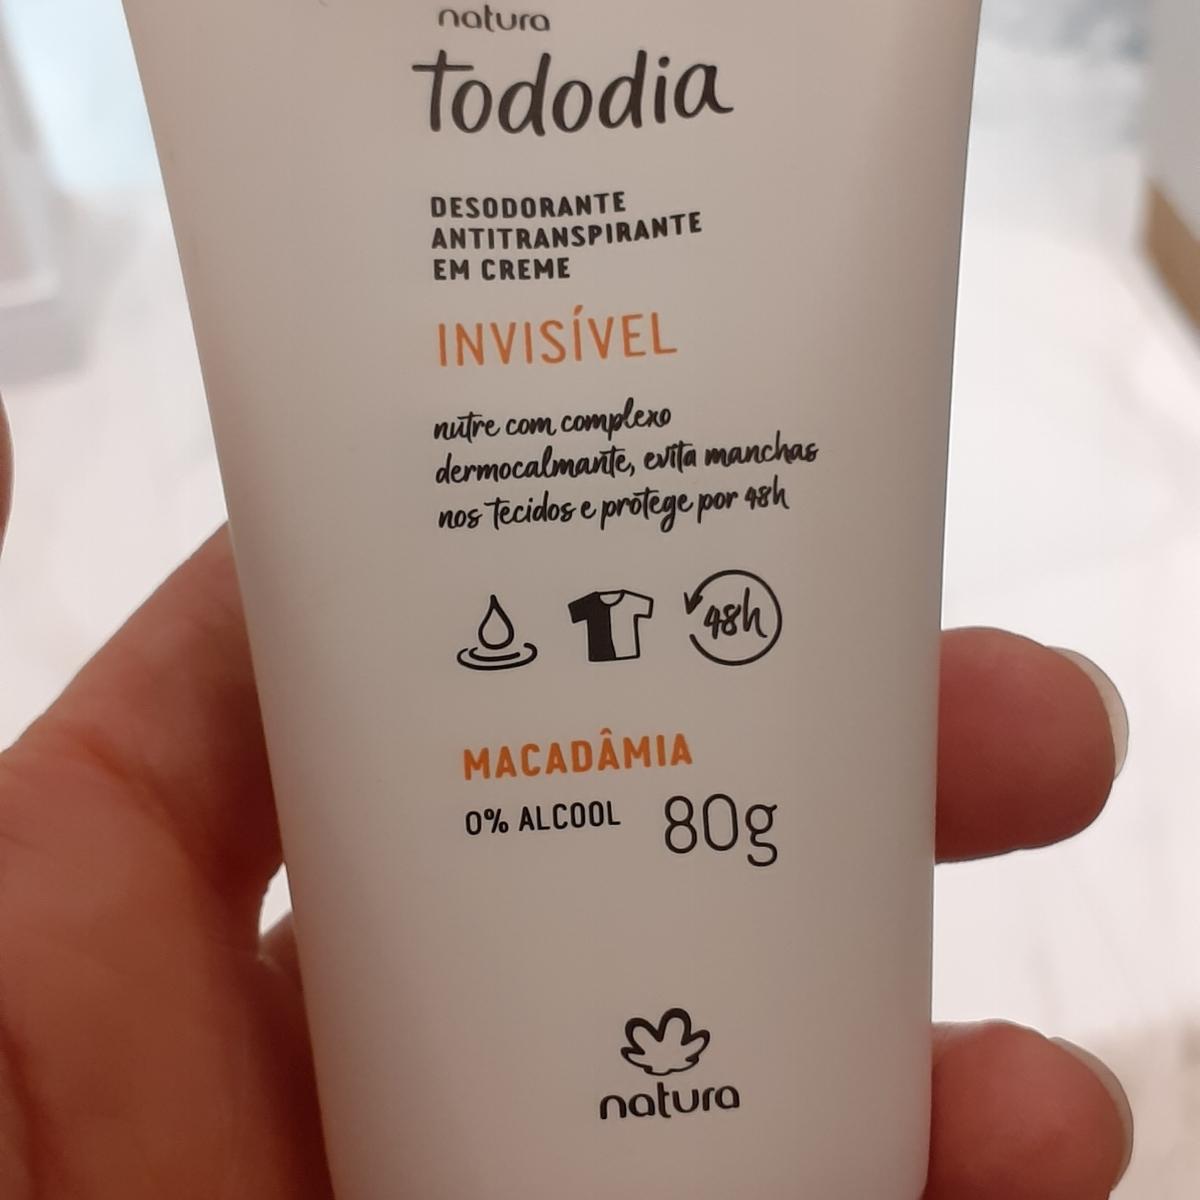 natura
Tododia
DESODORANTE
ANTITRANSPIRANTE
EM CREME
INVISÍVEL
nutre com complexo
dermocalmante, evita manchas
nos tecidos e protege por 48h
48h
MACADÂMIA
0% ALCOOL 80g
natura